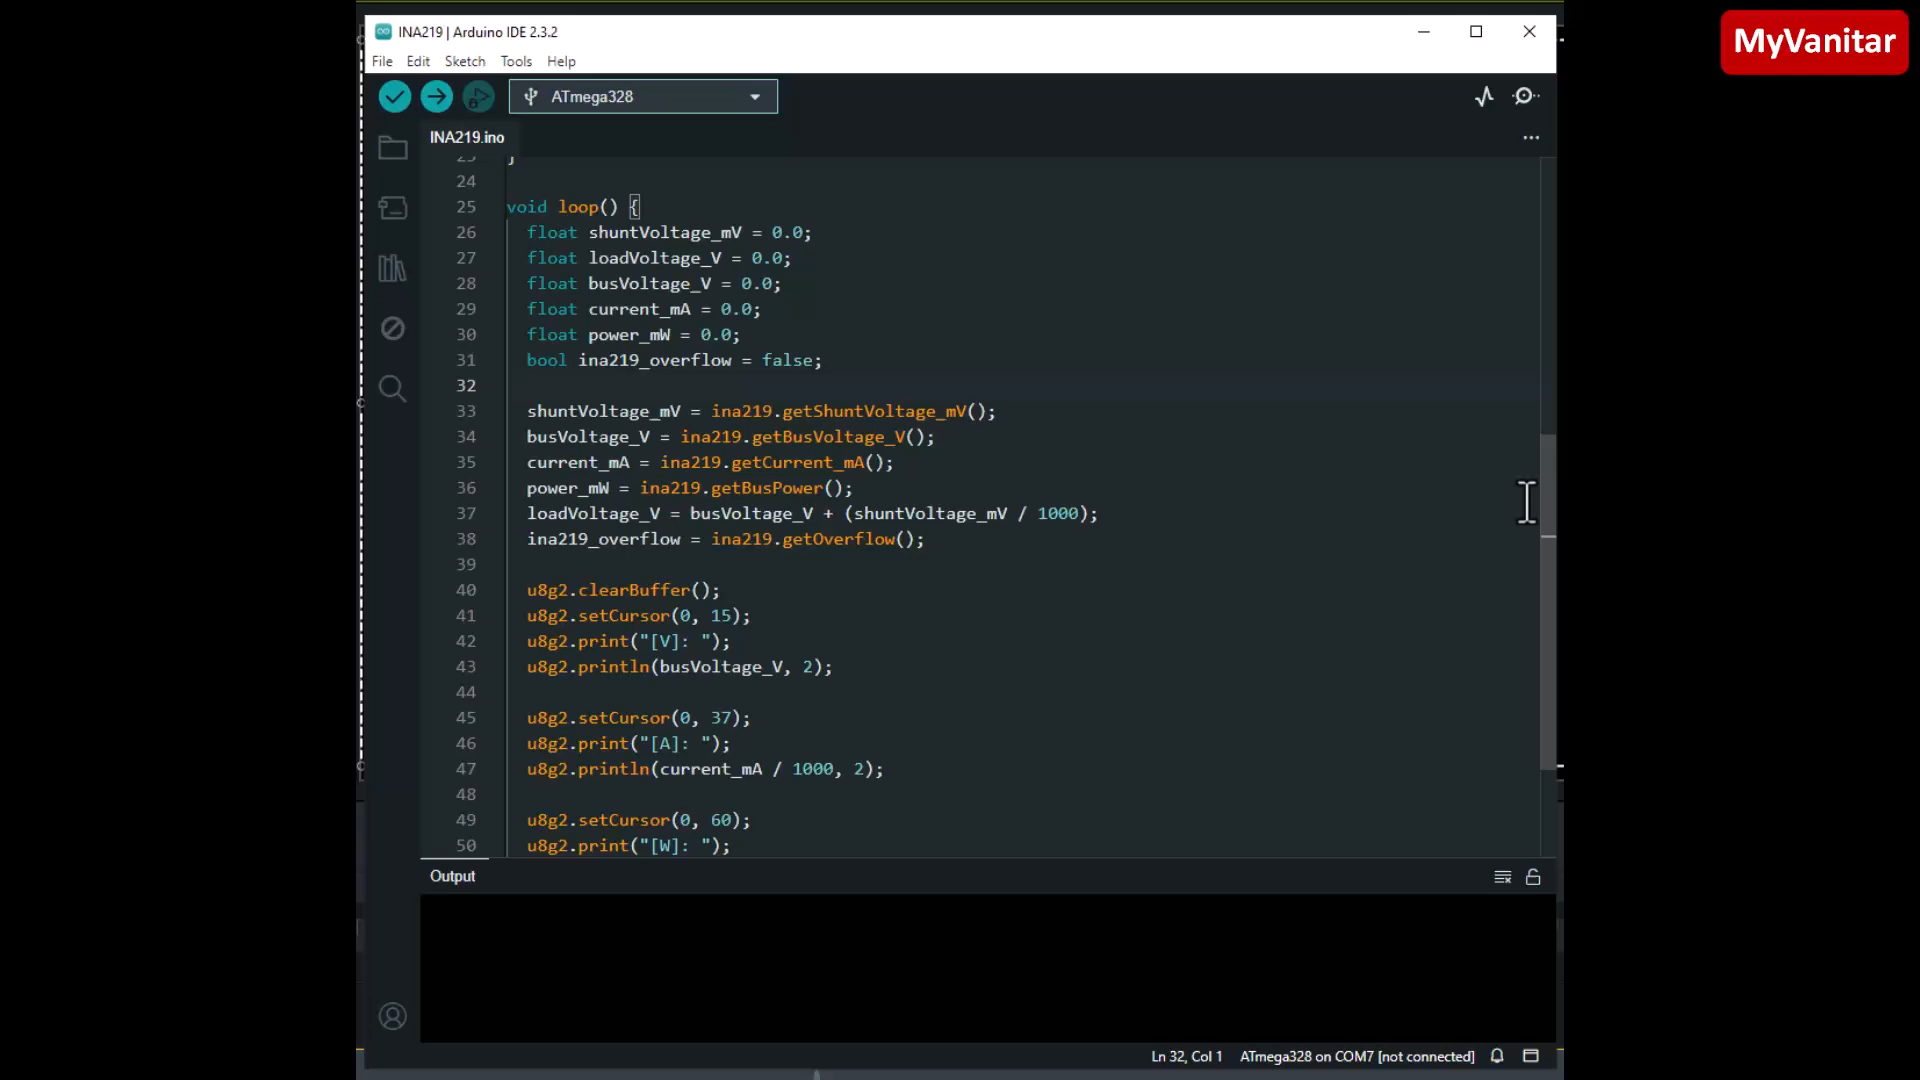 MyVanitar
INA219 | Arduino IDE 2.3.2
File Edit Sketch Tools Help
ATmega328
INA219.ino
23 }
24
25 void loop() {
26 float shuntVoltage_mV = 0.0;
27 float loadVoltage_V = 0.0;
28 float busVoltage_V = 0.0;
29 float current_mA = 0.0;
30 float power_mW = 0.0;
31 bool ina219_overflow = false;
32
33 shuntVoltage_mV = ina219.getShuntVoltage_mV();
34 busVoltage_V = ina219.getBusVoltage_V();
35 current_mA = ina219.getCurrent_mA();
36 power_mW = ina219.getBusPower();
37 loadVoltage_V = busVoltage_V + (shuntVoltage_mV / 1000);
38 ina219_overflow = ina219.getOverflow();
39
40 u8g2.clearBuffer();
41 u8g2.setCursor(0, 15);
42 u8g2.print("[V]: ");
43 u8g2.println(busVoltage_V, 2);
44
45 u8g2.setCursor(0, 37);
46 u8g2.print("[A]: ");
47 u8g2.println(current_mA / 1000, 2);
48
49 u8g2.setCursor(0, 60);
50 u8g2.print("[W]: ");
Output
Ln 32, Col 1 ATmega328 on COM7 [not connected]